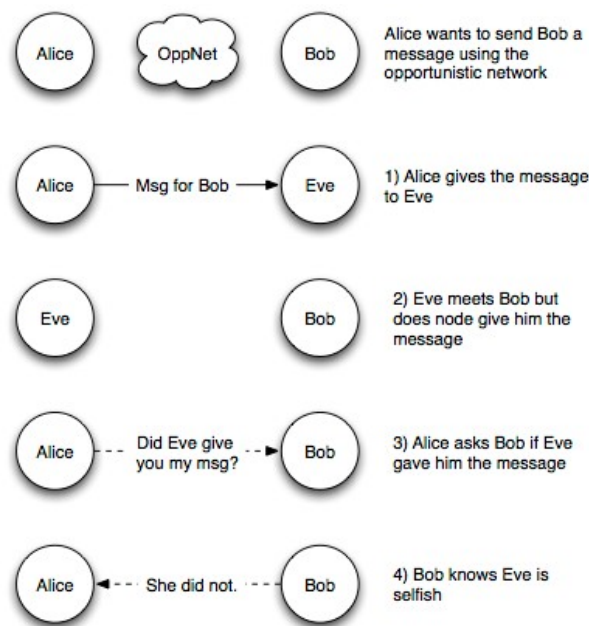 Alice
OppNet
Bob
Alice wants to send Bob a
message using the
opportunistic network
Alice
Msg for Bob
Eve
1) Alice gives the message
to Eve
Eve
Bob
2) Eve meets Bob but
does node give him the
message
Alice
Did Eve give
you my msg?
Bob
3) Alice asks Bob if Eve
gave him the message
Alice
She did not.
Bob
4) Bob knows Eve is
selfish